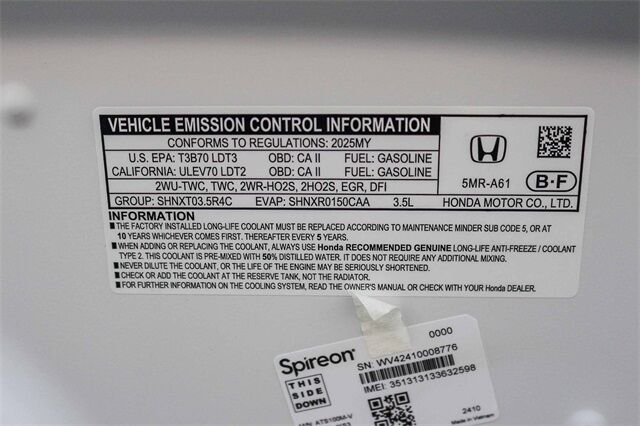 VEHICLE EMISSION CONTROL INFORMATION
CONFORMS TO REGULATIONS: 2025MY
U.S. EPA: T3B70 LDT3 OBD: CA II FUEL: GASOLINE
CALIFORNIA: ULEV70 LDT2 OBD: CA II FUEL: GASOLINE
2WU-TWC, TWC, 2WR-HO2S, 2HO2S, EGR, DFI
GROUP: SHNXT03.5R4C EVAP: SHNXR0150CAA 3.5L
5MR-A61 B-F
HONDA MOTOR CO., LTD.
INFORMATION
■ THE FACTORY INSTALLED LONG-LIFE COOLANT MUST BE REPLACED ACCORDING TO MAINTENANCE MINDER SUB CODE 5, OR AT
10 YEARS WHICHEVER COMES FIRST. THEREAFTER EVERY 5 YEARS.
■ WHEN ADDING OR REPLACING THE COOLANT, ALWAYS USE Honda RECOMMENDED GENUINE LONG-LIFE ANTI-FREEZE / COOLANT
TYPE 2. THIS COOLANT IS PRE-MIXED WITH 50% DISTILLED WATER. IT DOES NOT REQUIRE ANY ADDITIONAL MIXING.
■ NEVER DILUTE THE COOLANT, OR THE LIFE OF THE ENGINE MAY BE SERIOUSLY SHORTENED.
■ CHECK OR ADD THE COOLANT AT THE RESERVE TANK, NOT THE RADIATOR.
■ FOR FURTHER INFORMATION ON THE COOLING SYSTEM, READ THE OWNER'S MANUAL OR CHECK WITH YOUR Honda DEALER.
0000
Spireon
SN: WV42410008776
IMEI: 351313133632598
THIS
SIDE
DOWN
2410
Made in Vietnam
ATS100M-V